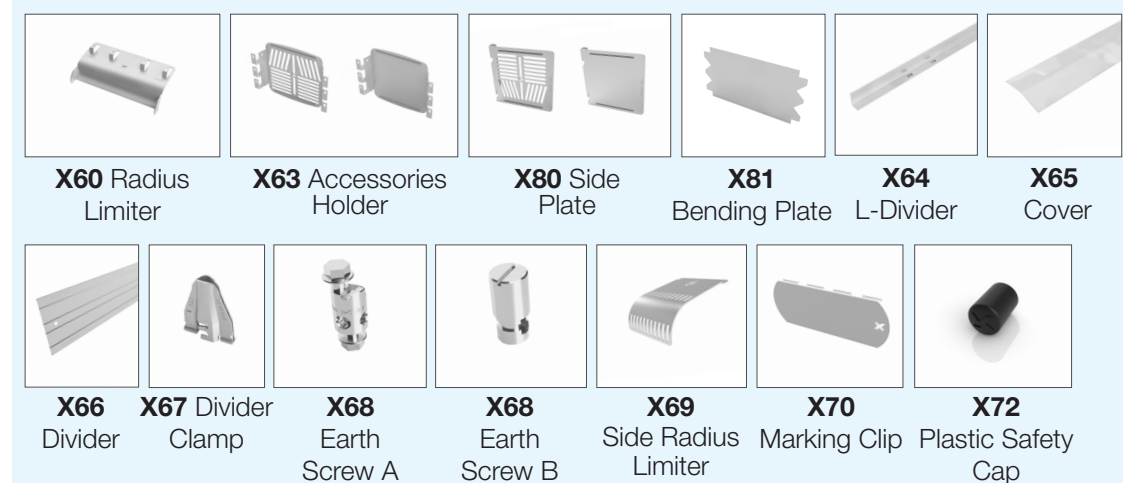 X60 Radius
Limiter
X63 Accessories
Holder
X80 Side
Plate
X81
Bending Plate
X64
L-Divider
X65
Cover
X66
Divider
X67 Divider
Clamp
X68
Earth
Screw A
X68
Earth
Screw B
X69
Side Radius
Limiter
X70
Marking Clip
X72
Plastic Safety
Cap